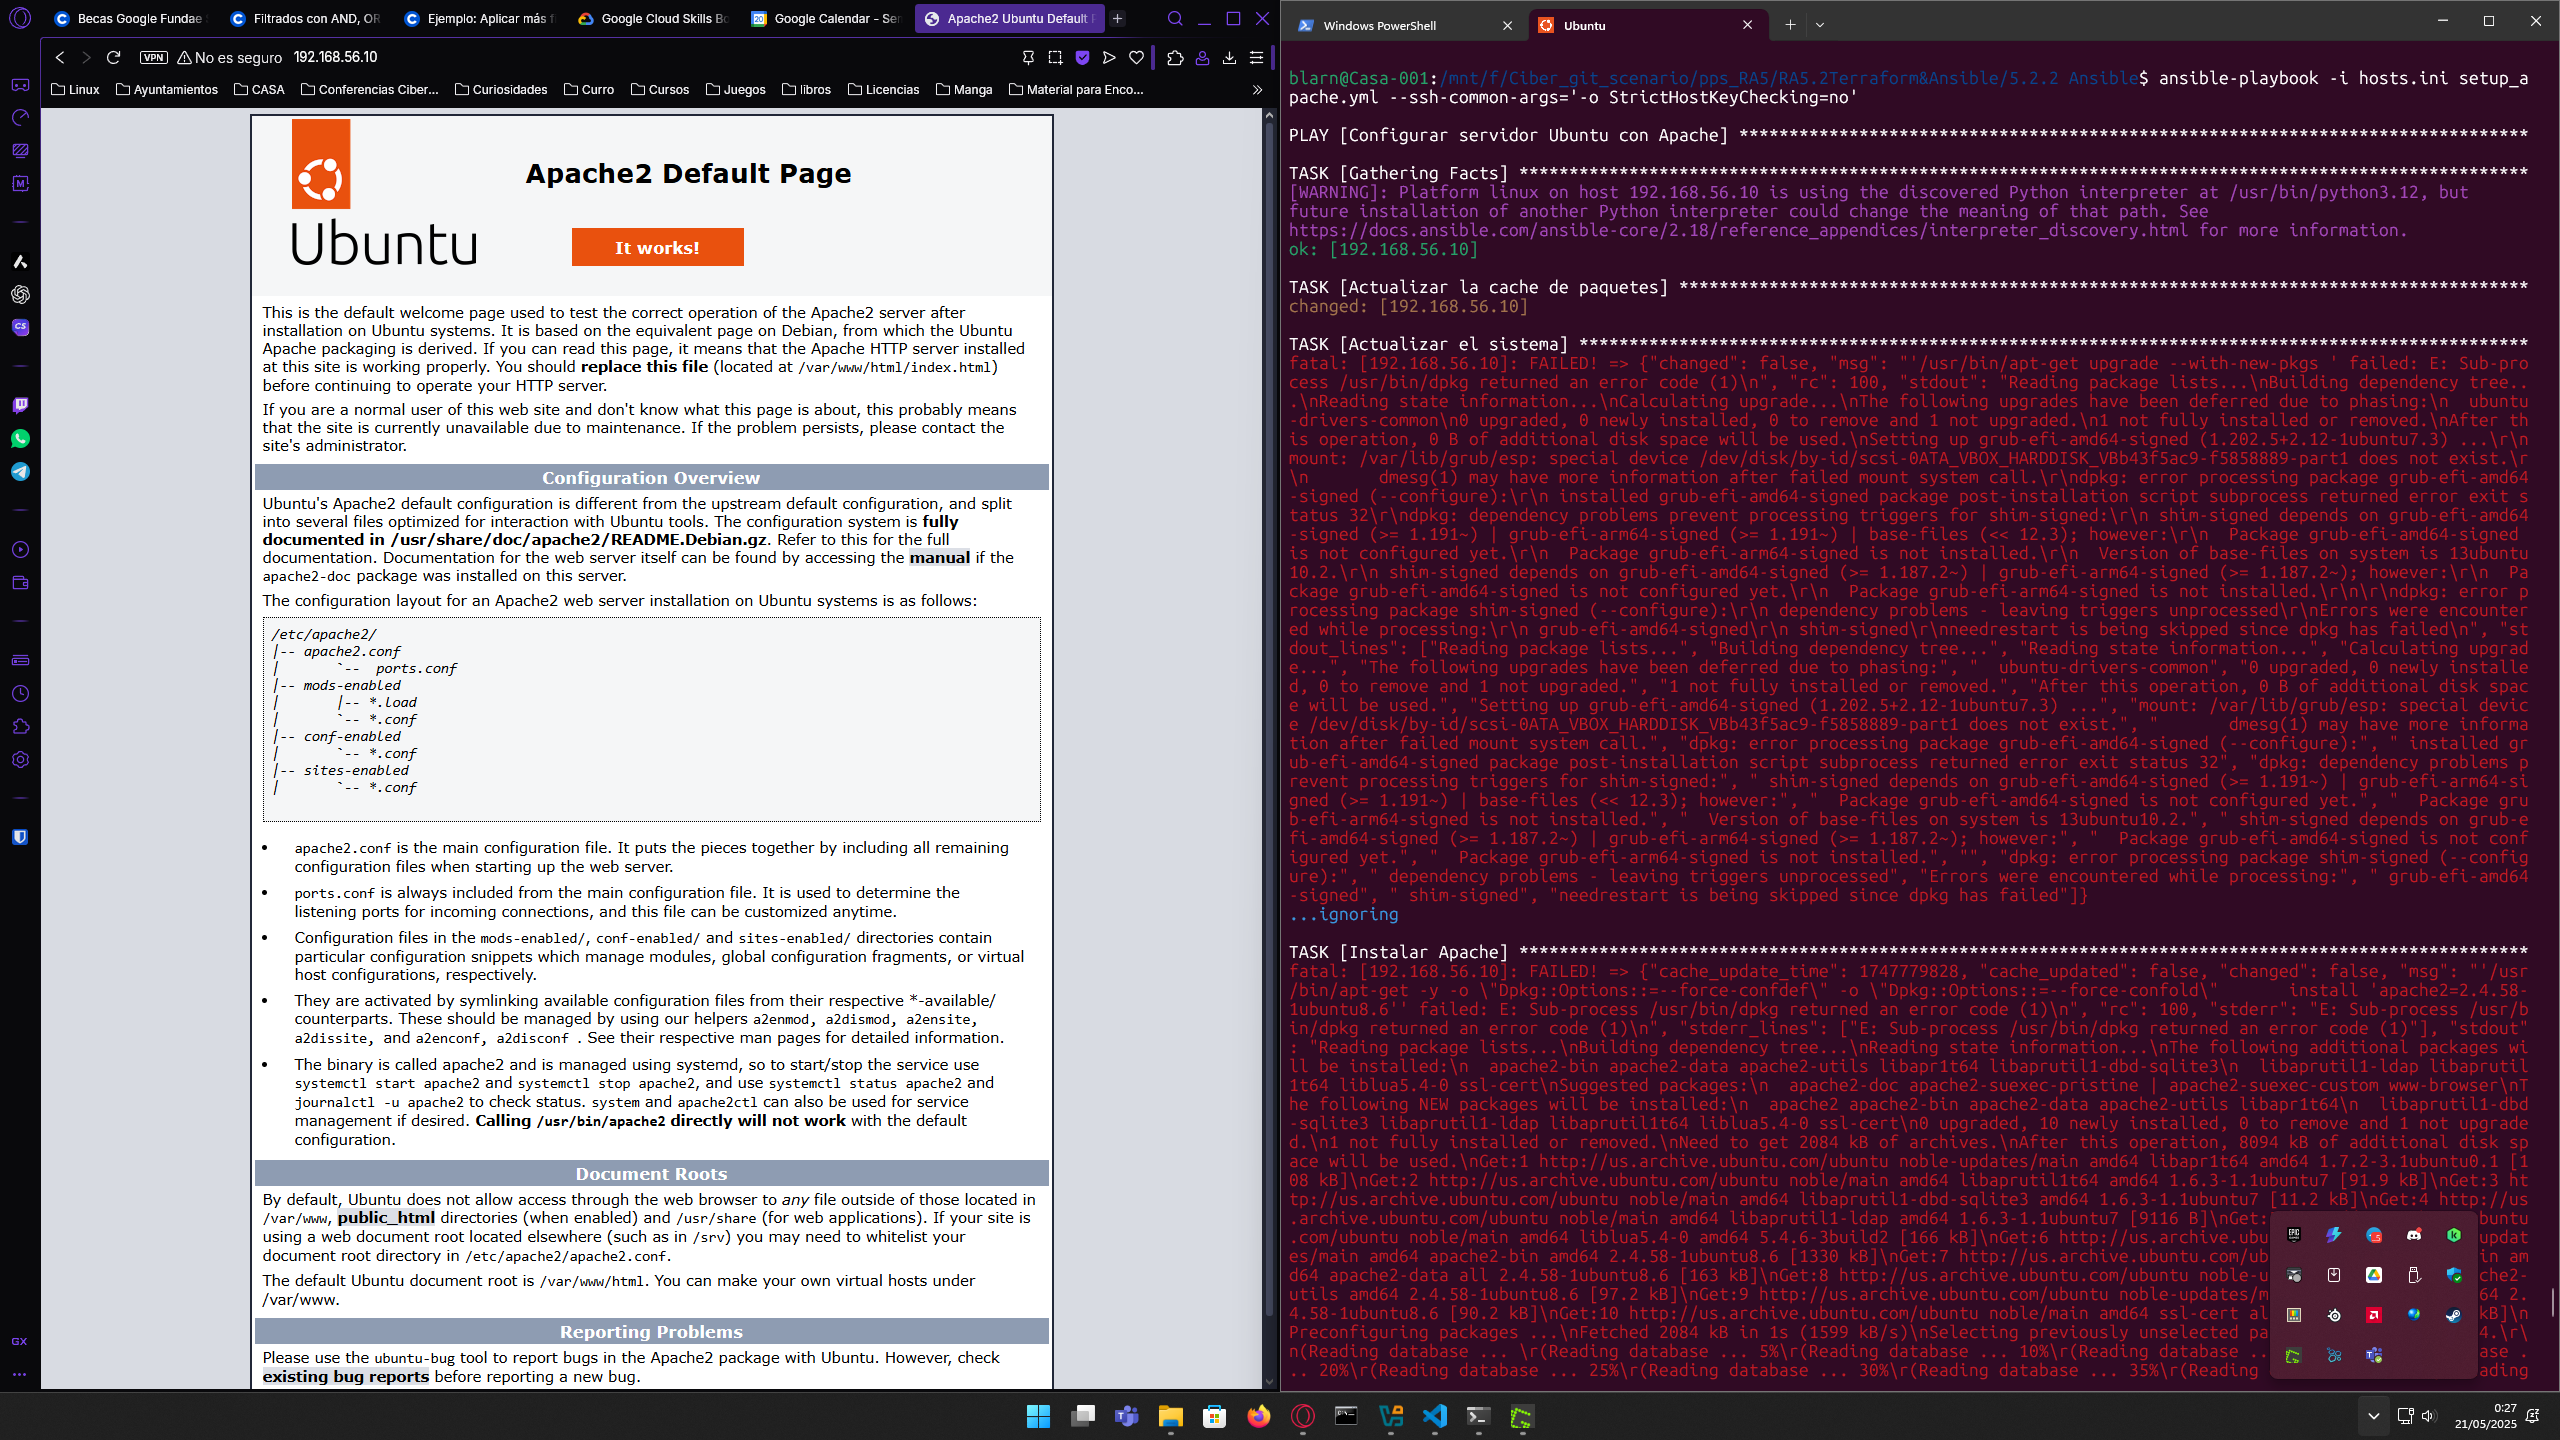 Becas Google Fundae
Filtrados con AND, OR
Ejemplo: Aplicar más f
Google Cloud Skills Bo
Google Calendar - Sem
Apache2 Ubuntu Default P
VPN
No es seguro 192.168.56.10
Linux
Ayuntamientos
CASA
Conferencias Ciber...
Curiosidades
Curro
Cursos
Juegos
libros
Licencias
Manga
Material para Enco...
Ubuntu
Apache2 Default Page
It works!
This is the default welcome page used to test the correct operation of the Apache2 server after
installation on Ubuntu systems. It is based on the equivalent page on Debian, from which the Ubuntu
Apache packaging is derived. If you can read this page, it means that the Apache HTTP server installed
at this site is working properly. You should replace this file (located at /var/www/html/index.html)
before continuing to operate your HTTP server.
If you are a normal user of this web site and don't know what this page is about, this probably means
that the site is currently unavailable due to maintenance. If the problem persists, please contact the
site's administrator.
Configuration Overview
Ubuntu's Apache2 default configuration is different from the upstream default configuration, and split
into several files optimized for interaction with Ubuntu tools. The configuration system is fully
documented in /usr/share/doc/apache2/README.Debian.gz. Refer to this for the full
documentation. Documentation for the web server itself can be found by accessing the manual if the
apache2-doc package was installed on this server.
The configuration layout for an Apache2 web server installation on Ubuntu systems is as follows:
/etc/apache2/
|-- apache2.conf
|       `--  ports.conf
|-- mods-enabled
|       |-- *.load
|       `-- *.conf
|-- conf-enabled
|       `-- *.conf
|-- sites-enabled
|       `-- *.conf
• apache2.conf is the main configuration file. It puts the pieces together by including all remaining
configuration files when starting up the web server.
• ports.conf is always included from the main configuration file. It is used to determine the
listening ports for incoming connections, and this file can be customized anytime.
• Configuration files in the mods-enabled/, conf-enabled/ and sites-enabled/ directories contain
particular configuration snippets which manage modules, global configuration fragments, or virtual
host configurations, respectively.
• They are activated by symlinking available configuration files from their respective *-available/
counterparts. These should be managed by using our helpers a2enmod, a2dismod, a2ensite,
a2dissite, and a2enconf, a2disconf . See their respective man pages for detailed information.
• The binary is called apache2 and is managed using systemd, so to start/stop the service use
systemctl start apache2 and systemctl stop apache2, and use systemctl status apache2 and
journalctl -u apache2 to check status. system and apache2ctl can also be used for service
management if desired. Calling /usr/bin/apache2 directly will not work with the default
configuration.
Document Roots
By default, Ubuntu does not allow access through the web browser to any file outside of those located in
/var/www, public_html directories (when enabled) and /usr/share (for web applications). If your site is
using a web document root located elsewhere (such as in /srv) you may need to whitelist your
document root directory in /etc/apache2/apache2.conf.
The default Ubuntu document root is /var/www/html. You can make your own virtual hosts under
/var/www.
Reporting Problems
Please use the ubuntu-bug tool to report bugs in the Apache2 package with Ubuntu. However, check
existing bug reports before reporting a new bug.
GX
Windows PowerShell
Ubuntu
blarn@Casa-001:/mnt/f/Ciber_git_scenario/pps_RA5/RA5.2Terraform&Ansible/5.2.2 Ansible$ ansible-playbook -i hosts.ini setup_a
pache.yml --ssh-common-args='-o StrictHostKeyChecking=no'
PLAY [Configurar servidor Ubuntu con Apache] *******************************************************************************
TASK [Gathering Facts] *****************************************************************************************************
[WARNING]: Platform linux on host 192.168.56.10 is using the discovered Python interpreter at /usr/bin/python3.12, but
future installation of another Python interpreter could change the meaning of that path. See
https://docs.ansible.com/ansible-core/2.18/reference_appendices/interpreter_discovery.html for more information.
ok: [192.168.56.10]
TASK [Actualizar la cache de paquetes] *************************************************************************************
changed: [192.168.56.10]
TASK [Actualizar el sistema] ***********************************************************************************************
fatal: [192.168.56.10]: FAILED! => {"changed": false, "msg": "'/usr/bin/apt-get upgrade --with-new-pkgs ' failed: E: Sub-pro
cess /usr/bin/dpkg returned an error code (1)\n", "rc": 100, "stdout": "Reading package lists...\nBuilding dependency tree..
.\nReading state information...\nCalculating upgrade...\nThe following upgrades have been deferred due to phasing:\n  ubuntu
-drivers-common\n0 upgraded, 0 newly installed, 0 to remove and 1 not upgraded.\n1 not fully installed or removed.\nAfter th
is operation, 0 B of additional disk space will be used.\nSetting up grub-efi-amd64-signed (1.202.5+2.12-1ubuntu7.3) ...\r\n
mount: /var/lib/grub/esp: special device /dev/disk/by-id/scsi-0ATA_VBOX_HARDDISK_VBb43f5ac9-f5858889-part1 does not exist.\r
\n       dmesg(1) may have more information after failed mount system call.\r\ndpkg: error processing package grub-efi-amd64
-signed (--configure):\r\n installed grub-efi-amd64-signed package post-installation script subprocess returned error exit s
tatus 32\r\ndpkg: dependency problems prevent processing triggers for shim-signed:\r\n shim-signed depends on grub-efi-amd64
-signed (>= 1.191~) | grub-efi-arm64-signed (>= 1.191~) | base-files (<< 12.3); however:\r\n  Package grub-efi-amd64-signed
is not configured yet.\r\n  Package grub-efi-arm64-signed is not installed.\r\n  Version of base-files on system is 13ubuntu
10.2.\r\n shim-signed depends on grub-efi-amd64-signed (>= 1.187.2~) | grub-efi-arm64-signed (>= 1.187.2~); however:\r\n  Pa
ckage grub-efi-amd64-signed is not configured yet.\r\n  Package grub-efi-arm64-signed is not installed.\r\n\r\ndpkg: error p
rocessing package shim-signed (--configure):\r\n dependency problems - leaving triggers unprocessed\r\nErrors were encounter
ed while processing:\r\n grub-efi-amd64-signed\r\n shim-signed\r\nneedrestart is being skipped since dpkg has failed\n", "st
dout_lines": ["Reading package lists...", "Building dependency tree...", "Reading state information...", "Calculating upgrad
e...", "The following upgrades have been deferred due to phasing:", "  ubuntu-drivers-common", "0 upgraded, 0 newly installe
d, 0 to remove and 1 not upgraded.", "1 not fully installed or removed.", "After this operation, 0 B of additional disk spac
e will be used.", "Setting up grub-efi-amd64-signed (1.202.5+2.12-1ubuntu7.3) ...", "mount: /var/lib/grub/esp: special devic
e /dev/disk/by-id/scsi-0ATA_VBOX_HARDDISK_VBb43f5ac9-f5858889-part1 does not exist.", "       dmesg(1) may have more informa
tion after failed mount system call.", "dpkg: error processing package grub-efi-amd64-signed (--configure):", " installed gr
ub-efi-amd64-signed package post-installation script subprocess returned error exit status 32", "dpkg: dependency problems p
revent processing triggers for shim-signed:", " shim-signed depends on grub-efi-amd64-signed (>= 1.191~) | grub-efi-arm64-si
gned (>= 1.191~) | base-files (<< 12.3); however:", "  Package grub-efi-amd64-signed is not configured yet.", "  Package gru
b-efi-arm64-signed is not installed.", "  Version of base-files on system is 13ubuntu10.2.", " shim-signed depends on grub-e
fi-amd64-signed (>= 1.187.2~) | grub-efi-arm64-signed (>= 1.187.2~); however:", "  Package grub-efi-amd64-signed is not conf
igured yet.", "  Package grub-efi-arm64-signed is not installed.", "", "dpkg: error processing package shim-signed (--config
ure):", " dependency problems - leaving triggers unprocessed", "Errors were encountered while processing:", " grub-efi-amd64
-signed", " shim-signed", "needrestart is being skipped since dpkg has failed"]}
...ignoring
TASK [Instalar Apache] *****************************************************************************************************
fatal: [192.168.56.10]: FAILED! => {"cache_update_time": 1747779828, "cache_updated": false, "changed": false, "msg": "'/usr
/bin/apt-get -y -o \"Dpkg::Options::=--force-confdef\" -o \"Dpkg::Options::=--force-confold\"       install 'apache2=2.4.58-
1ubuntu8.6'' failed: E: Sub-process /usr/bin/dpkg returned an error code (1)\n", "rc": 100, "stderr": "E: Sub-process /usr/b
in/dpkg returned an error code (1)\n", "stderr_lines": ["E: Sub-process /usr/bin/dpkg returned an error code (1)"], "stdout"
: "Reading package lists...\nBuilding dependency tree...\nReading state information...\nThe following additional packages wi
ll be installed:\n  apache2-bin apache2-data apache2-utils libapr1t64 libaprutil1-dbd-sqlite3\n  libaprutil1-ldap libaprutil
1t64 liblua5.4-0 ssl-cert\nSuggested packages:\n  apache2-doc apache2-suexec-pristine | apache2-suexec-custom www-browser\nT
he following NEW packages will be installed:\n  apache2 apache2-bin apache2-data apache2-utils libapr1t64\n  libaprutil1-dbd
-sqlite3 libaprutil1-ldap libaprutil1t64 liblua5.4-0 ssl-cert\n0 upgraded, 10 newly installed, 0 to remove and 1 not upgrade
d.\n1 not fully installed or removed.\nNeed to get 2084 kB of archives.\nAfter this operation, 8094 kB of additional disk sp
ace will be used.\nGet:1 http://us.archive.ubuntu.com/ubuntu noble-updates/main amd64 libapr1t64 amd64 1.7.2-3.1ubuntu0.1 [1
08 kB]\nGet:2 http://us.archive.ubuntu.com/ubuntu noble/main amd64 libaprutil1t64 amd64 1.6.3-1.1ubuntu7 [91.9 kB]\nGet:3 ht
tp://us.archive.ubuntu.com/ubuntu noble/main amd64 libaprutil1-dbd-sqlite3 amd64 1.6.3-1.1ubuntu7 [11.2 kB]\nGet:4 http://us
.archive.ubuntu.com/ubuntu noble/main amd64 libaprutil1-ldap amd64 1.6.3-1.1ubuntu7 [9116 B]\nGet: ubuntu
.com/ubuntu noble/main amd64 liblua5.4-0 amd64 5.4.6-3build2 [166 kB]\nGet:6 http://us.archive.ubu updat
es/main amd64 apache2-bin amd64 2.4.58-1ubuntu8.6 [1330 kB]\nGet:7 http://us.archive.ubuntu.com/ub in am
d64 apache2-data all 2.4.58-1ubuntu8.6 [163 kB]\nGet:8 http://us.archive.ubuntu.com/ubuntu noble-u ache2-
utils amd64 2.4.58-1ubuntu8.6 [97.2 kB]\nGet:9 http://us.archive.ubuntu.com/ubuntu noble-updates/m 64 2.
4.58-1ubuntu8.6 [90.2 kB]\nGet:10 http://us.archive.ubuntu.com/ubuntu noble/main amd64 ssl-cert al kB]\n
Preconfiguring packages ...\nFetched 2084 kB in 1s (1599 kB/s)\nSelecting previously unselected pa 4.\r\
n(Reading database ... \r(Reading database ... 5%\r(Reading database ... 10%\r(Reading database .. se .
.. 20%\r(Reading database ... 25%\r(Reading database ... 30%\r(Reading database ... 35%\r(Reading ading
0:27
21/05/2025